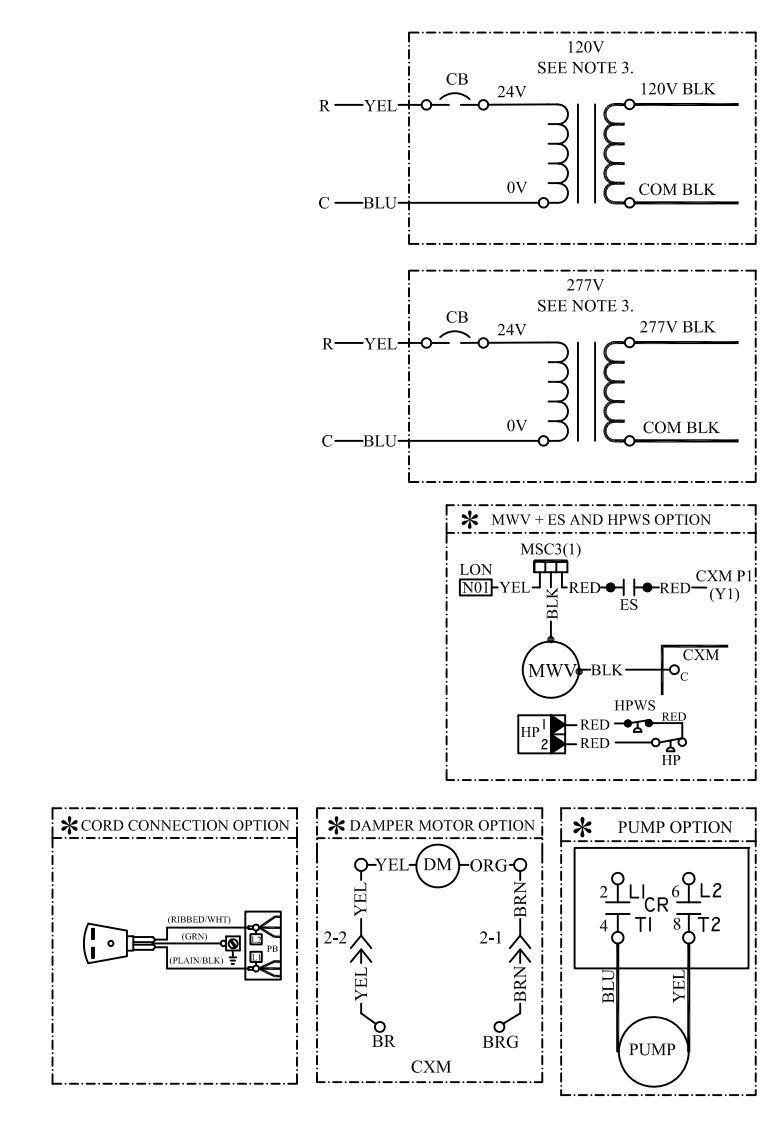 120V
SEE NOTE 3.
CB
24V
120V BLK
R
YEL
0V
COM BLK
C
BLU
277V
SEE NOTE 3.
CB
24V
277V BLK
R
YEL
0V
COM BLK
C
BLU
* MWV + ES AND HPWS OPTION
MSC3(1)
LON
N01
YEL
BLK
RED
ES
RED
CXM P1
(Y1)
MWV
BLK
CXM
C
HPWS
HP
1
RED
RED
2
RED
HP
* CORD CONNECTION OPTION
(RIBBED/WHT)
(GRN)
(PLAIN/BLK)
L2
L1
PB
* DAMPER MOTOR OPTION
YEL
DM
ORG
YEL
BRN
2-2
2-1
YEL
BRN
BR
BRG
CXM
* PUMP OPTION
2 L1
6 L2
CR
4 T1
8 T2
BLU
YEL
PUMP